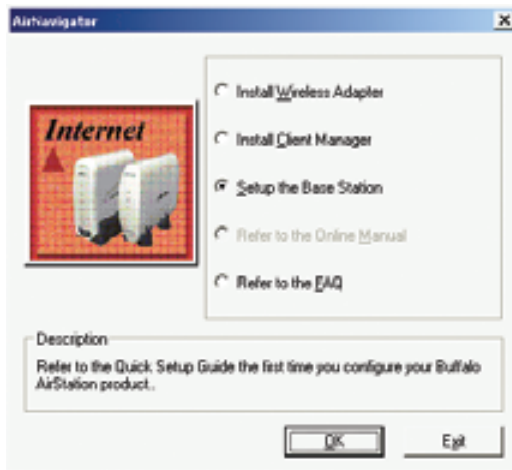 AirNavigator
Internet
Install Wireless Adapter
Install Client Manager
Setup the Base Station
Refer to the Online Manual
Refer to the FAQ
Description
Refer to the Quick Setup Guide the first time you configure your Buffalo
AirStation product..
OK
Exit